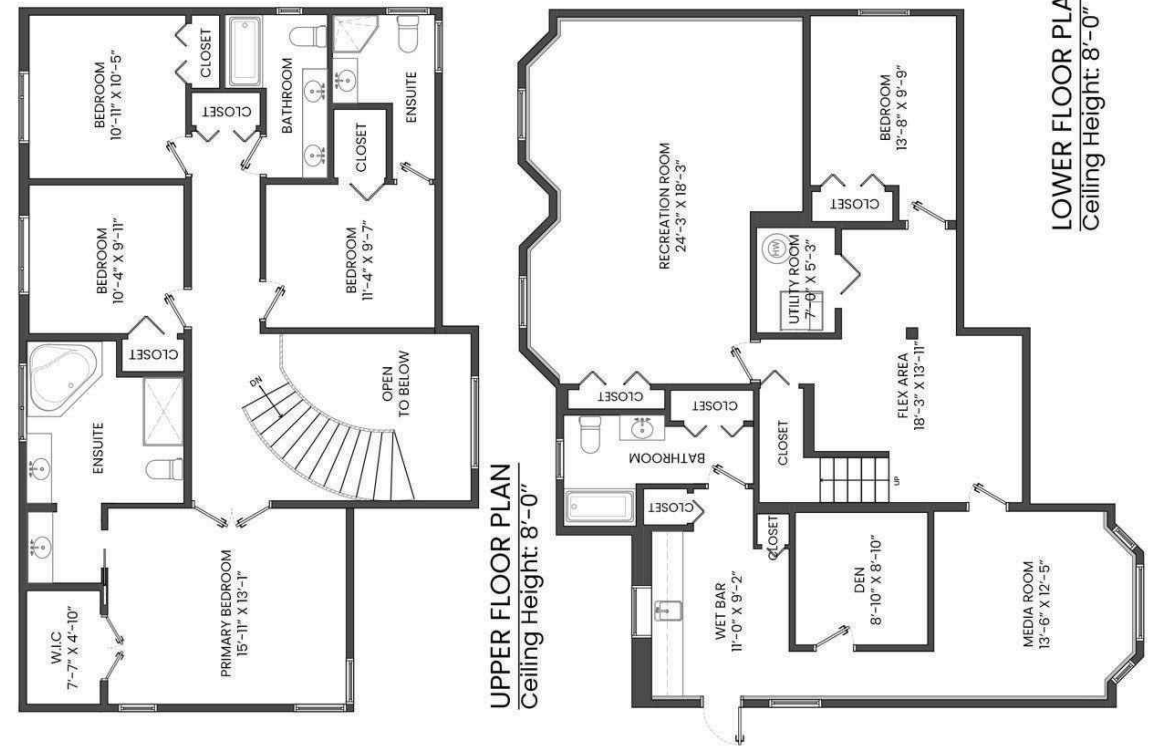 BEDROOM
10'-11" X 10'-5"
CLOSET
CLOSET
BATHROOM
CLOSET
ENSUITE
BEDROOM
10'-4" X 9'-11"
BEDROOM
11'-4" X 9'-7"
CLOSET
ENSUITE
DN
OPEN
TO BELOW
PRIMARY BEDROOM
15'-11" X 13'-1"
W.I.C
7'-7" X 4'-10"
UPPER FLOOR PLAN
Ceiling Height: 8'-0"
RECREATION ROOM
24'-3" X 18'-3"
BEDROOM
13'-8" X 9'-9"
CLOSET
HW
UTILITY ROOM
7'-0" X 5'-3"
FLEX AREA
18'-3" X 13'-11"
CLOSET
CLOSET
CLOSET
BATHROOM
UP
CLOSET
CLOSET
WET BAR
11'-0" X 9'-2"
DEN
8'-10" X 8'-10"
MEDIA ROOM
13'-6" X 12'-5"
LOWER FLOOR PLA
Ceiling Height: 8'-0"